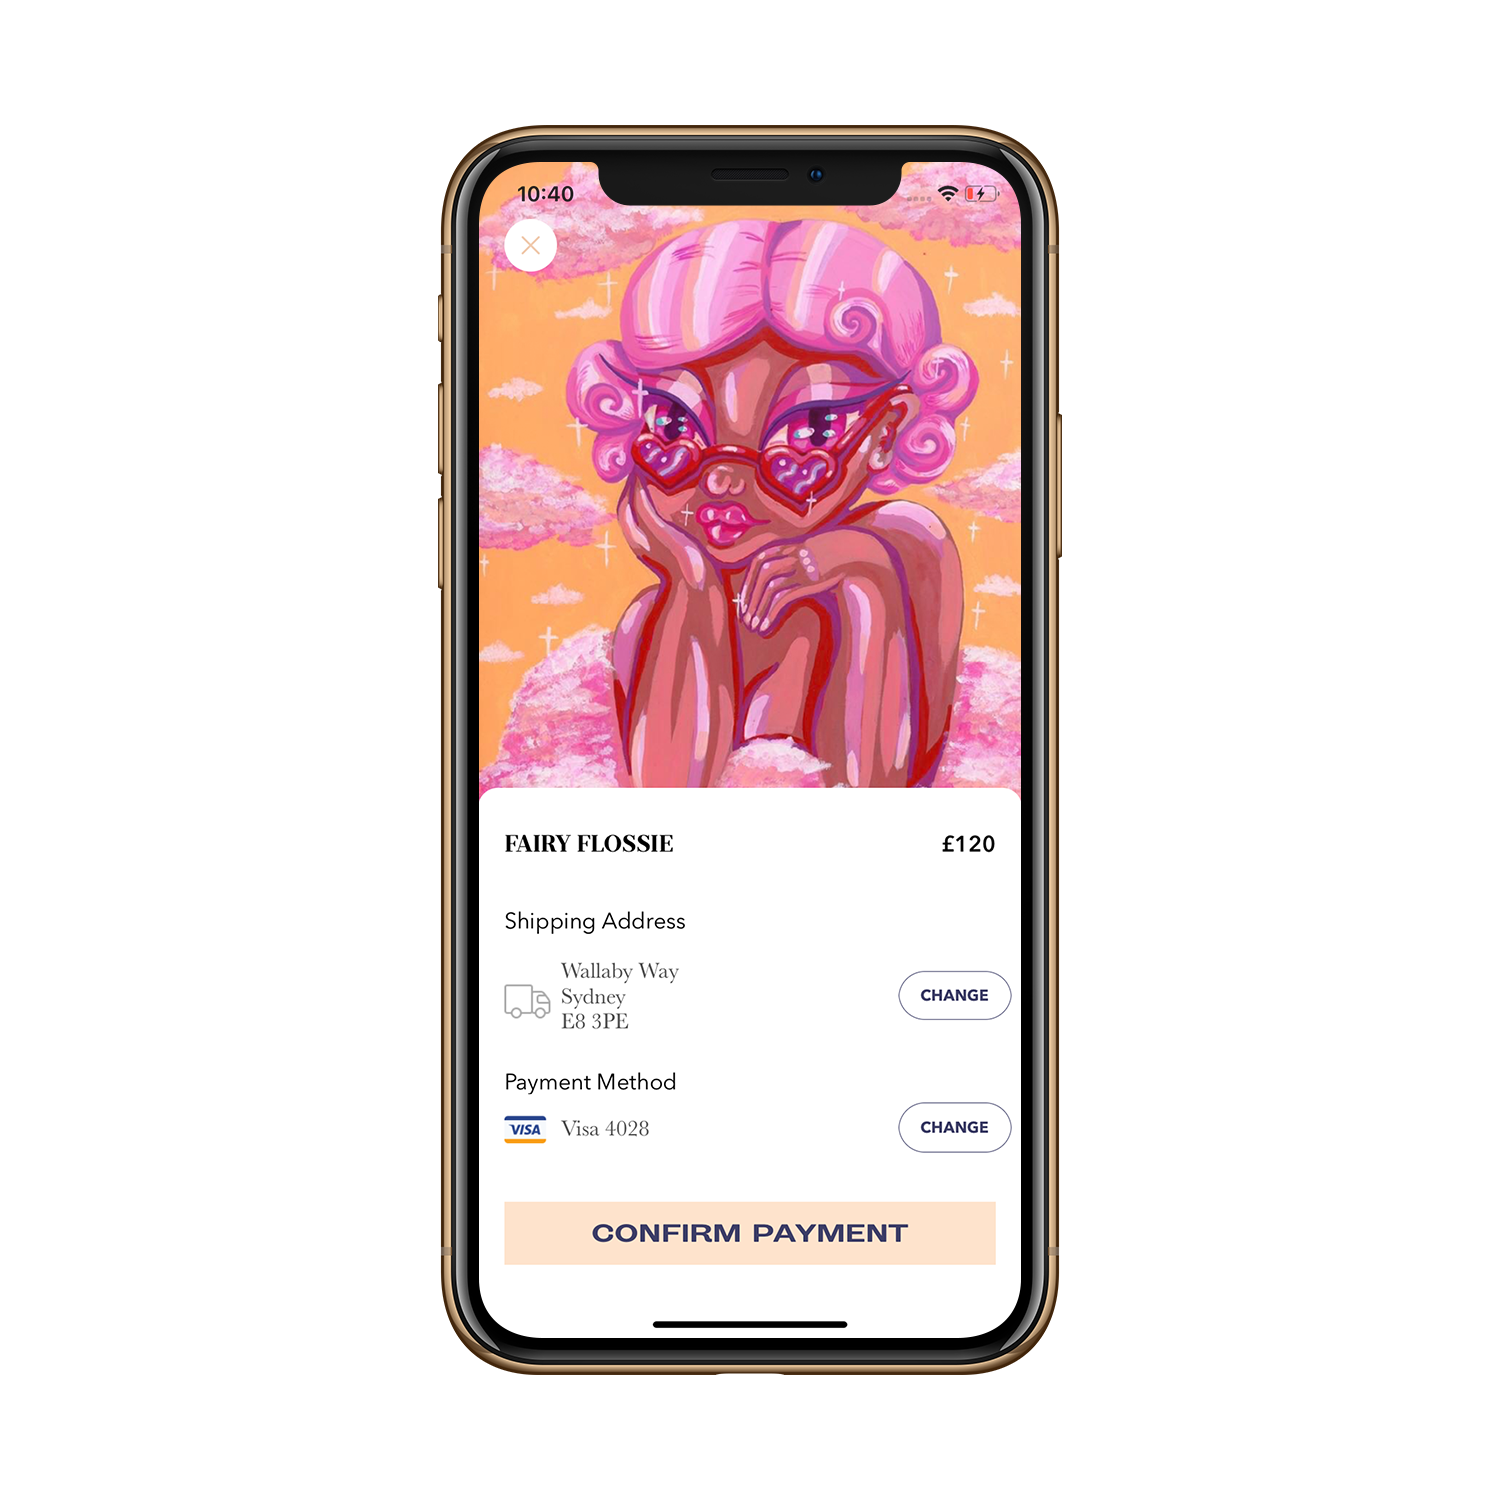 10:40
FAIRY FLOSSIE £120
Shipping Address
Wallaby Way
Sydney
E8 3PE
CHANGE
Payment Method
VISA Visa 4028
CHANGE
CONFIRM PAYMENT